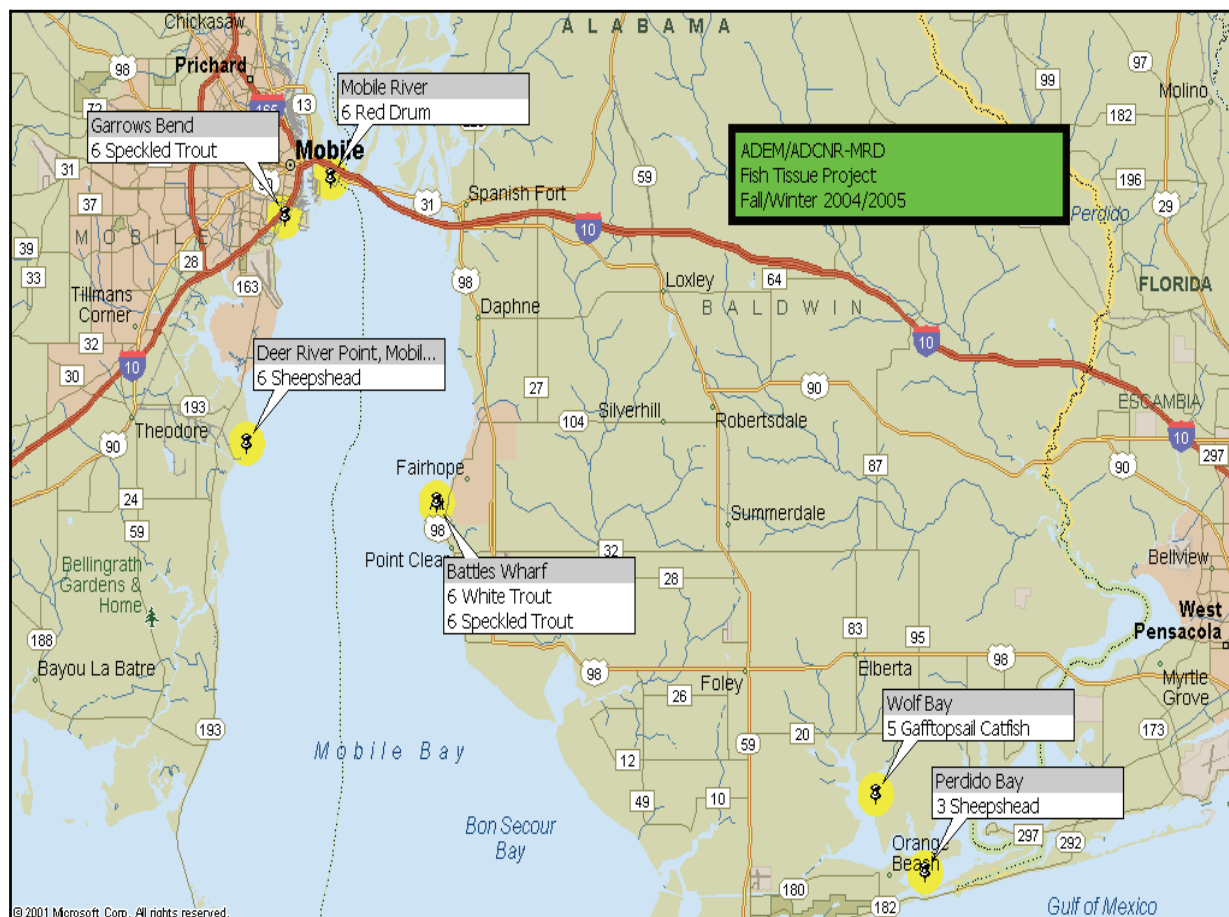 Chickasaw
ALABAMA
98
Prichard
97
99
Molino
72
165
13
Mobile River
6 Red Drum
182
Garrows Bend
6 Speckled Trout
Mobile
ADEM/ADCNR-MRD
Fish Tissue Project
Fall/Winter 2004/2005
31
90
59
196
37
31
Spanish Fort
29
Perdido
MOBILE
10
39
28
98
64
33
163
Loxley
FLORIDA
Tillmans
Corner
Daphne
BALDWIN
32
Deer River Point, Mobil...
6 Sheepshead
10
10
30
27
90
193
ESCAMBIA
Theodore
104
Silverhill
Robertsdale
10
90
297
87
90
Fairhope
24
98
Summerdale
59
Point Clear
32
Bellview
Bellingrath
Gardens &
Home
Battles Wharf
6 White Trout
6 Speckled Trout
28
West
Pensacola
188
83
95
Bayou La Batre
98
Foley
Elberta
98
Myrtle
Grove
26
Wolf Bay
5 Gafftopsail Catfish
193
Mobile Bay
59
20
173
12
Perdido Bay
3 Sheepshead
49
10
Bon Secour
Bay
Orange
Beach
297
292
180
182
Gulf of Mexico
© 2001 Microsoft Corp. All rights reserved.